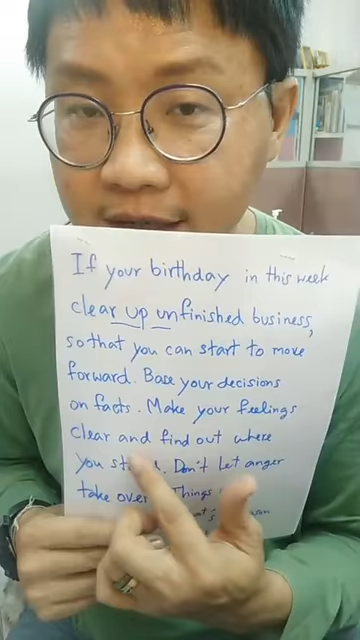 If your birthday in this week
clear up unfinished business,
so that you can start to move
forward. Base your decisions
on facts. Make your feelings
clear and find out where
you Don't let anger
take over. Things